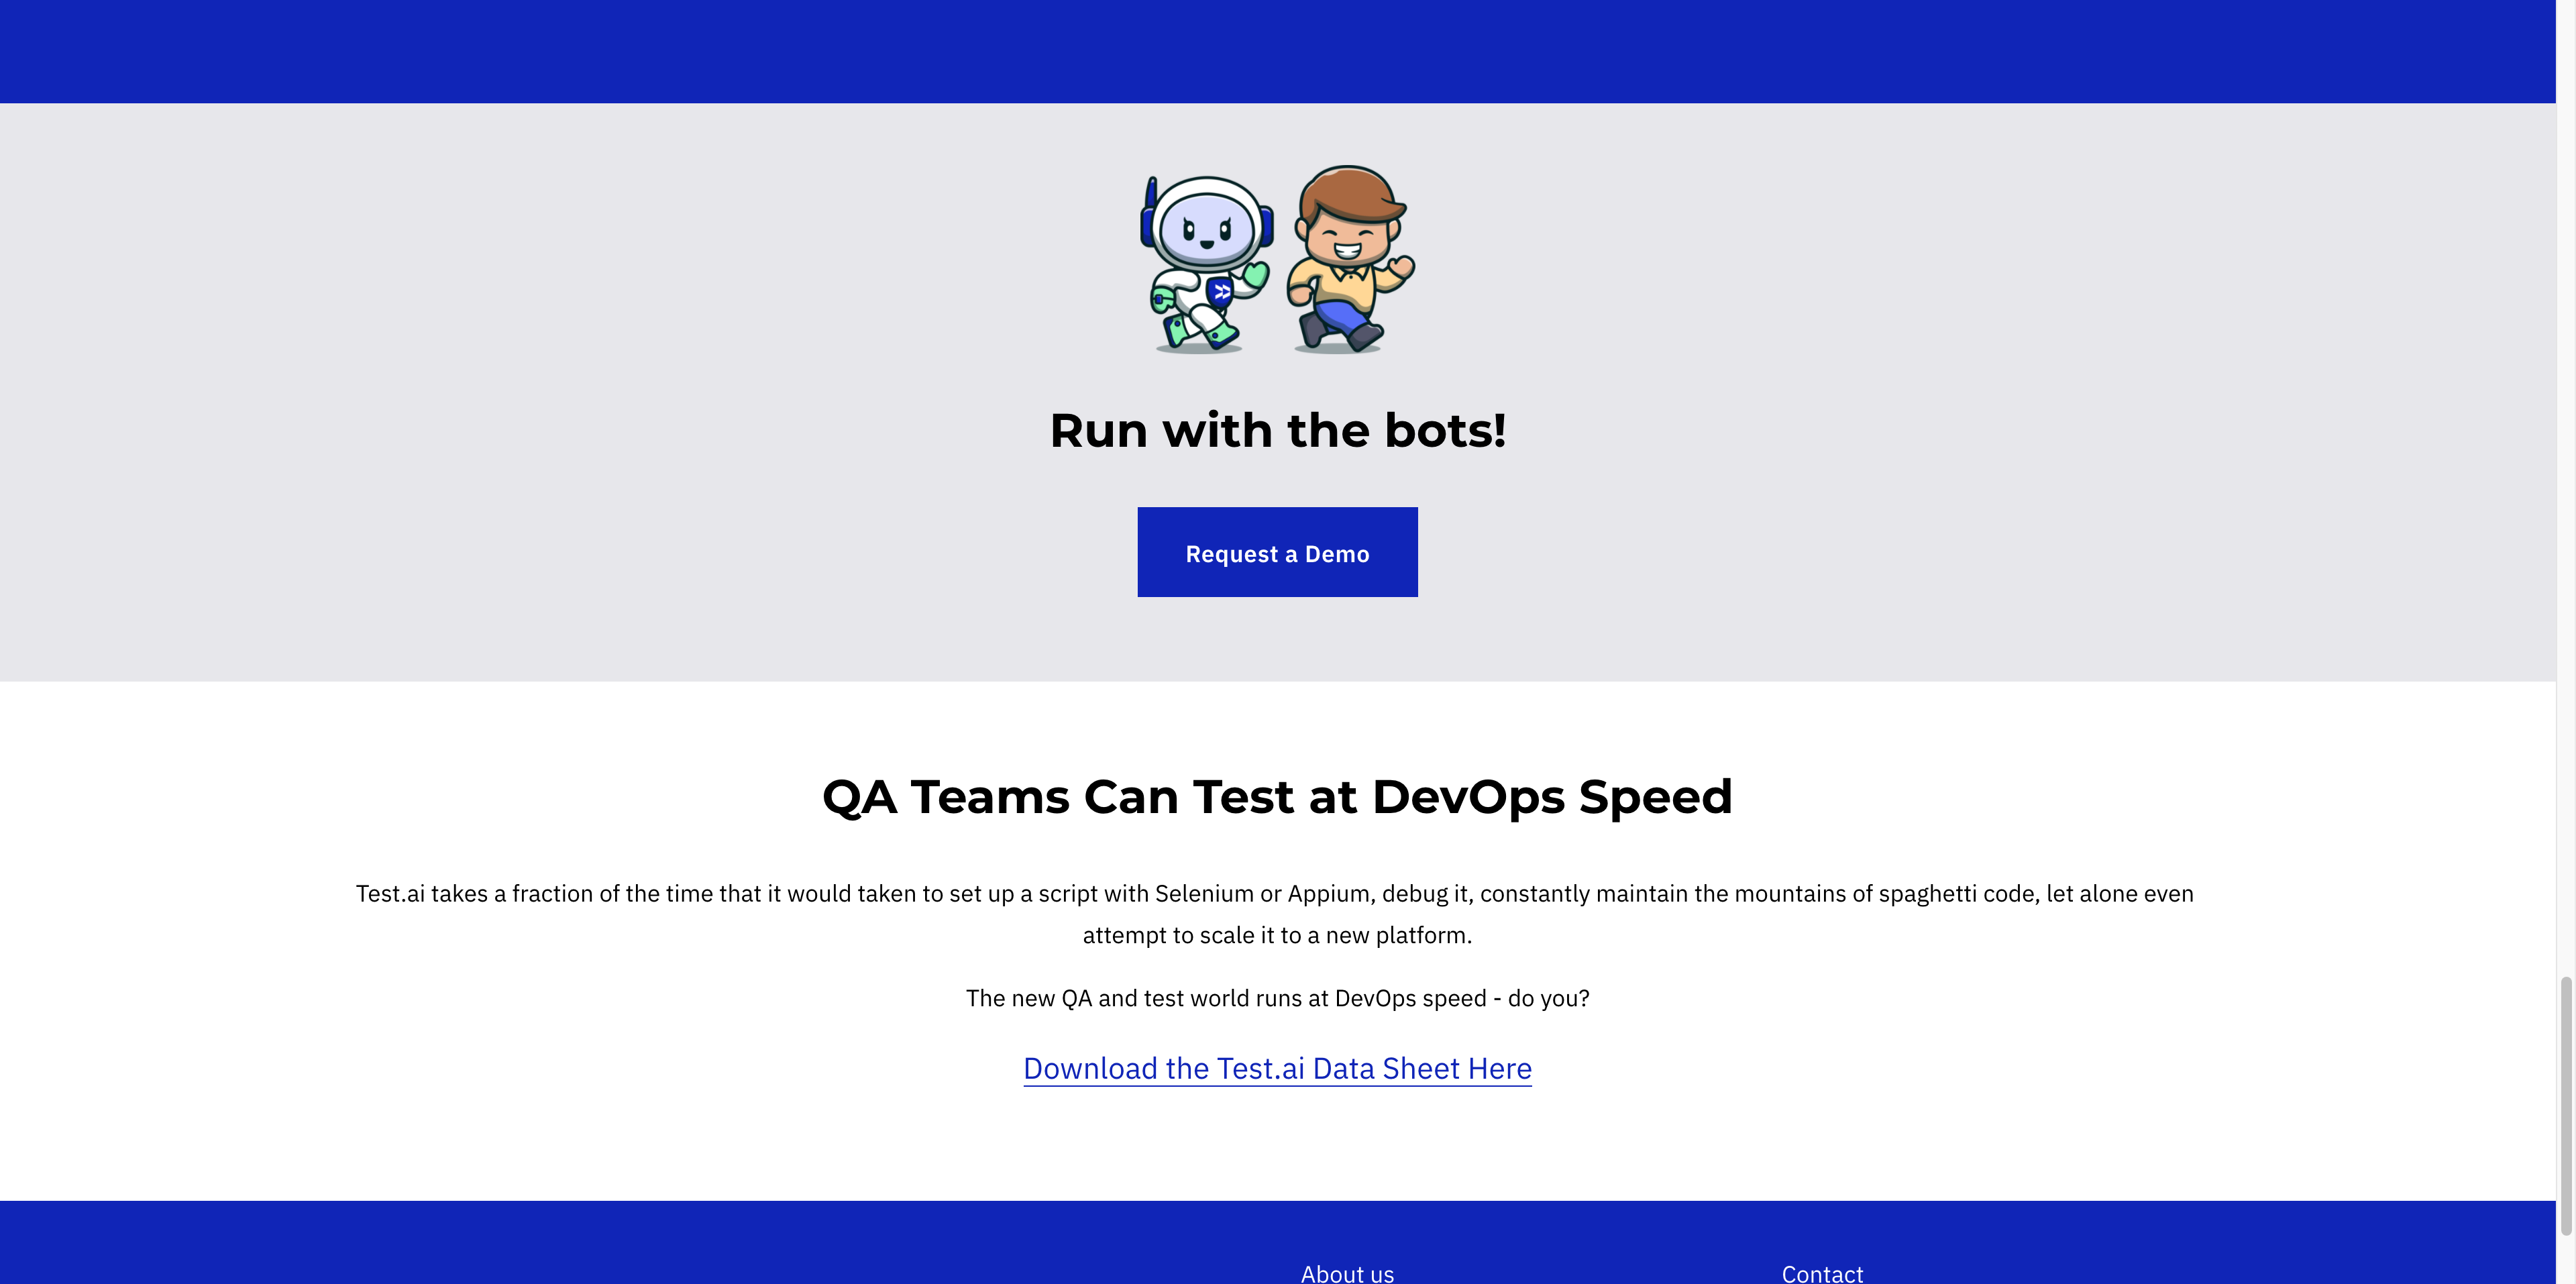 Run with the bots!
Request a Demo
QA Teams Can Test at DevOps Speed
Test.ai takes a fraction of the time that it would taken to set up a script with Selenium or Appium, debug it, constantly maintain the mountains of spaghetti code, let alone even
attempt to scale it to a new platform.
The new QA and test world runs at DevOps speed - do you?
Download the Test.ai Data Sheet Here
About us
Contact